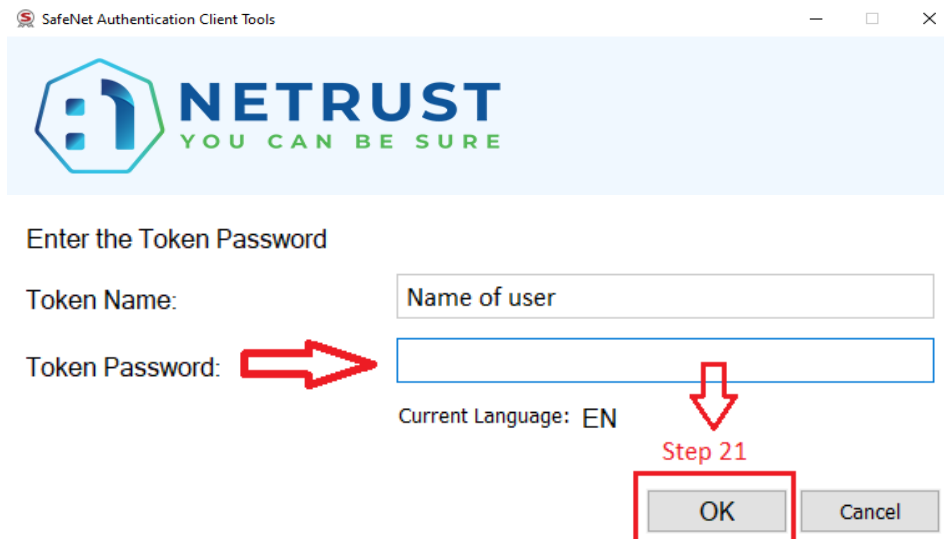 SafeNet Authentication Client Tools
NETRUST
YOU CAN BE SURE
Enter the Token Password
Token Name: Name of user
Token Password:
Current Language: EN
Step 21
OK Cancel